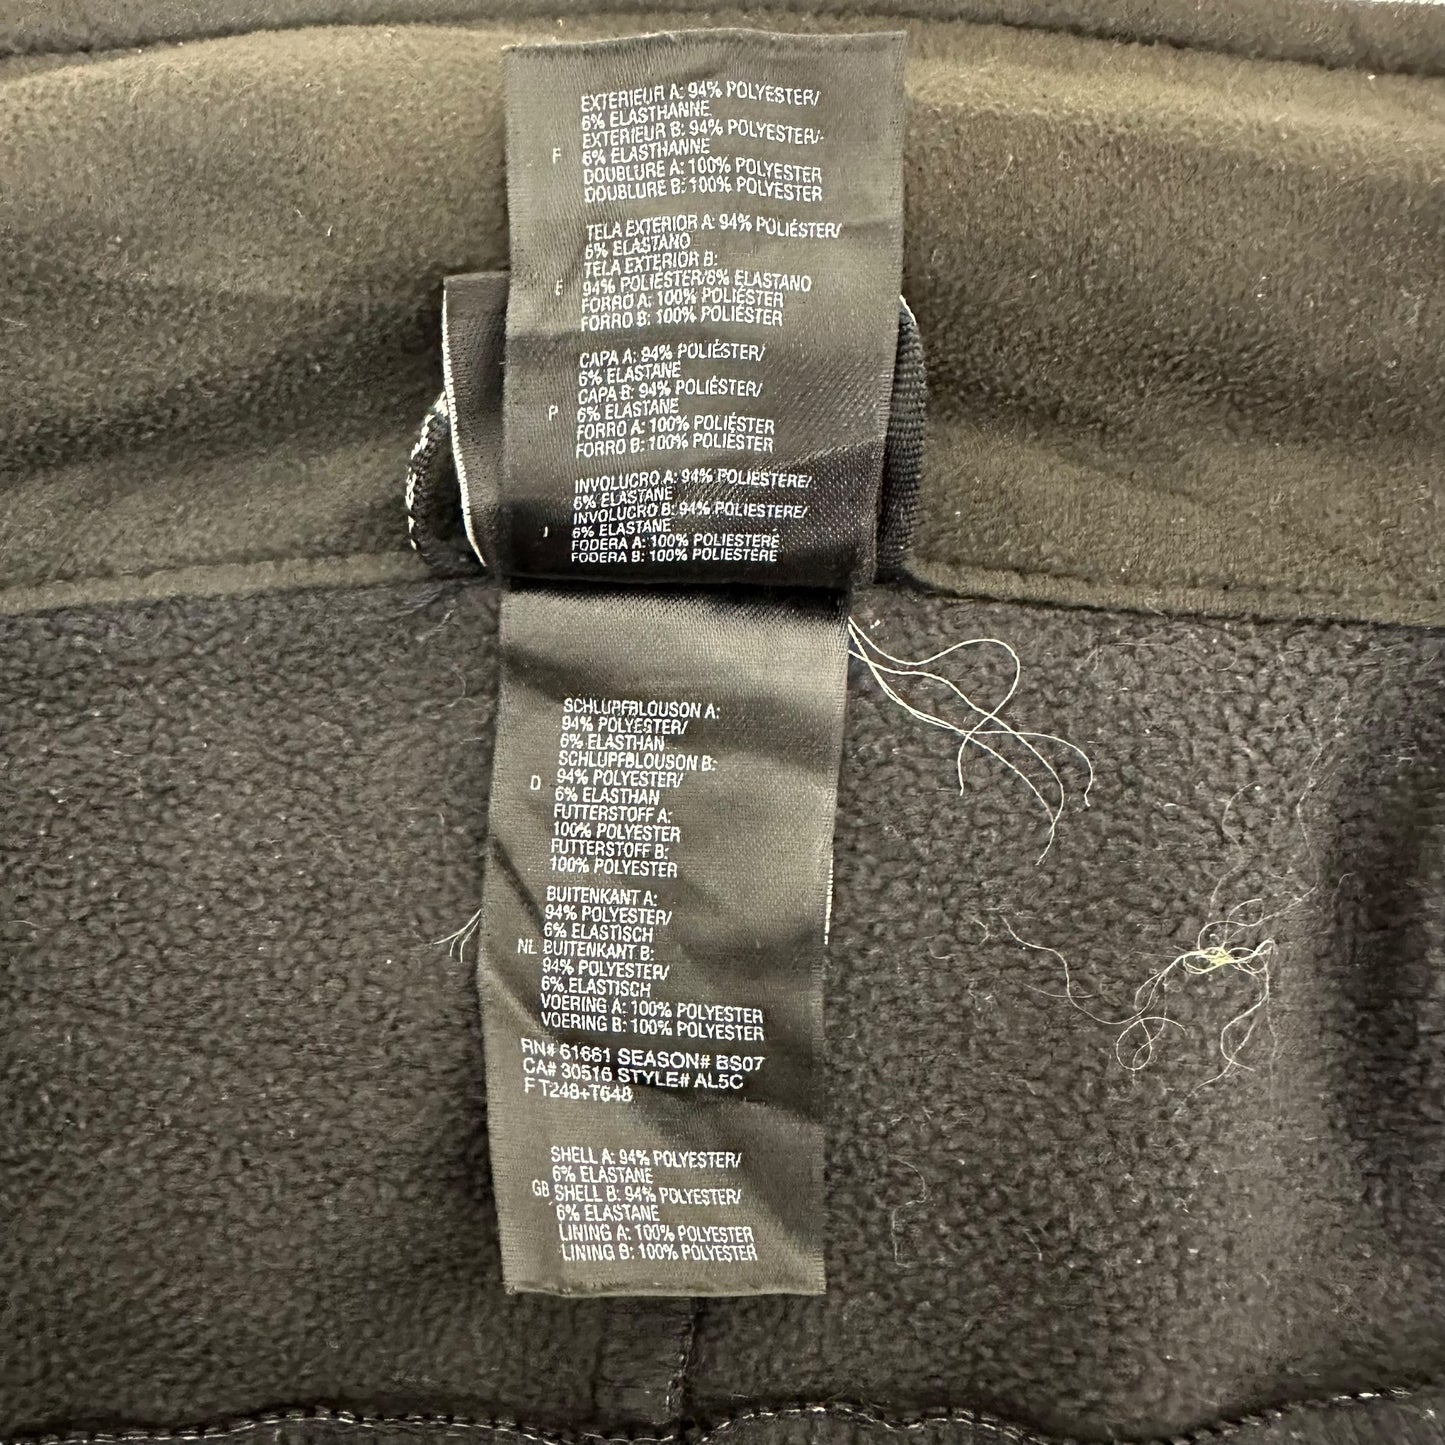 EXTERIEUR A: 94% POLYESTER/
6% ELASTHANNE
EXTERIEUR B: 94% POLYESTER/
F 6% ELASTHANNE
DOUBLURE A: 100% POLYESTER
DOUBLURE B: 100% POLYESTER
TELA EXTERIOR A: 94% POLIÉSTER/
6% ELASTANO
TELA EXTERIOR B:
E 94% POLIÉSTER/6% ELASTANO
FORRO A: 100% POLIÉSTER
FORRO B: 100% POLIÉSTER
CAPA A: 94% POLIÉSTER/
6% ELASTANE
CAPA B: 94% POLIÉSTER/
P 6% ELASTANE
FORRO A: 100% POLIÉSTER
FORRO B: 100% POLIÉSTER
INVOLUCRO A: 94% POLIESTERE/
6% ELASTANE
INVOLUCRO B: 94% POLIESTERE/
I 6% ELASTANE
FODERA A: 100% POLIESTERE
FODERA B: 100% POLIESTERE
SCHLUPFBLOUSON A:
94% POLYESTER/
6% ELASTHAN
SCHLUPFBLOUSON B:
D 94% POLYESTER/
6% ELASTHAN
FUTTERSTOFF A:
100% POLYESTER
FUTTERSTOFF B:
100% POLYESTER
BUITENKANT A:
94% POLYESTER/
6% ELASTISCH
NL BUITENKANT B:
94% POLYESTER/
6% ELASTISCH
VOERING A: 100% POLYESTER
VOERING B: 100% POLYESTER
RN# 61661 SEASON# BS07
CA# 30516 STYLE# AL5C
F T248+T648
SHELL A: 94% POLYESTER/
6% ELASTANE
GB SHELL B: 94% POLYESTER/
6% ELASTANE
LINING A: 100% POLYESTER
LINING B: 100% POLYESTER